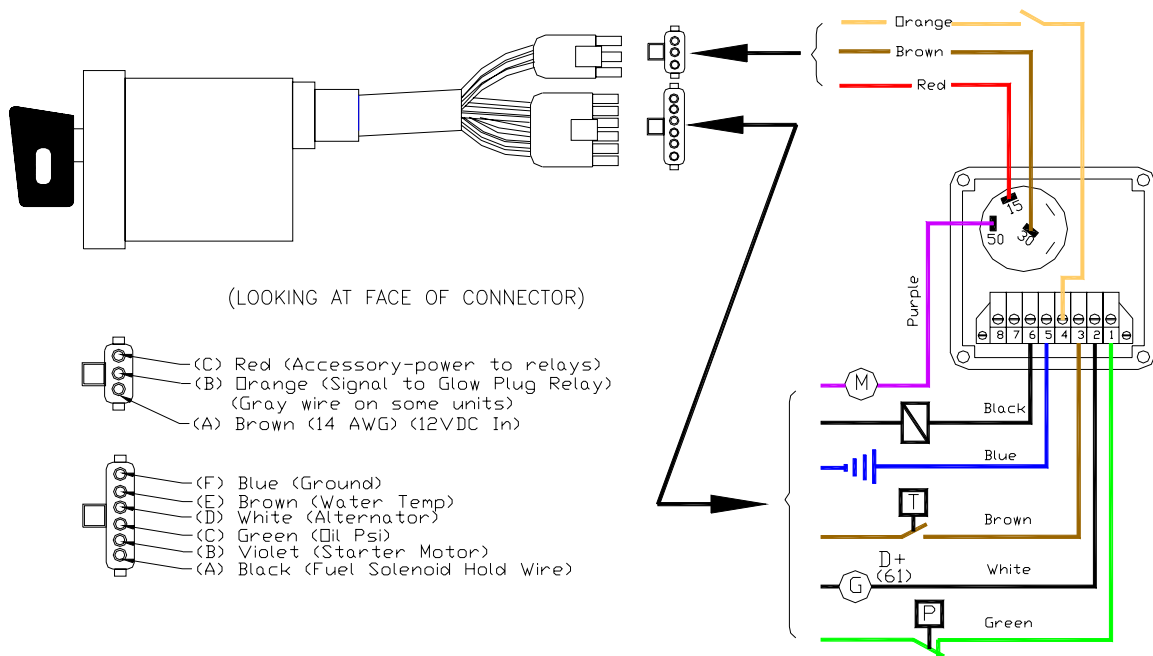 Orange
Brown
Red
15
50
30
Purple
8 7 6 5 4 3 2 1
(LOOKING AT FACE OF CONNECTOR)
(C) Red (Accessory-power to relays)
(B) Orange (Signal to Glow Plug Relay)
(Gray wire on some units)
(A) Brown (14 AWG) (12VDC In)
(F) Blue (Ground)
(E) Brown (Water Temp)
(D) White (Alternator)
(C) Green (Oil Psi)
(B) Violet (Starter Motor)
(A) Black (Fuel Solenoid Hold Wire)
M
Black
Blue
T
Brown
D+
(61)
G
White
P
Green